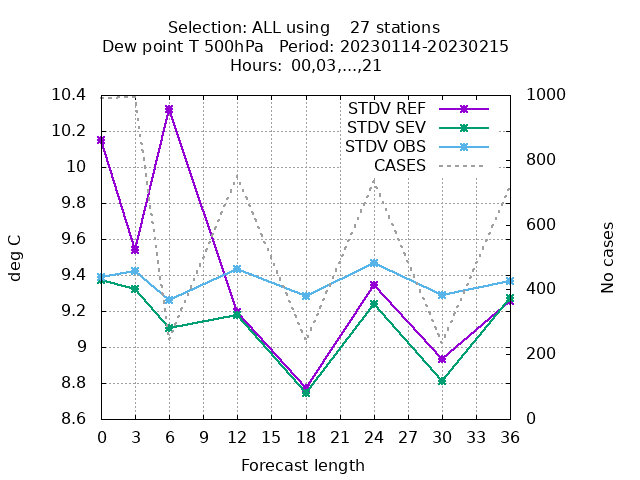 Selection: ALL using    27 stations
Dew point T 500hPa   Period: 20230114-20230215
Hours:  00,03,...,21
STDV REF
STDV SEV
STDV OBS
CASES
deg C
10.4
10.2
10
9.8
9.6
9.4
9.2
9
8.8
8.6
1000
800
600
400
200
0
No cases
0 3 6 9 12 15 18 21 24 27 30 33 36
Forecast length